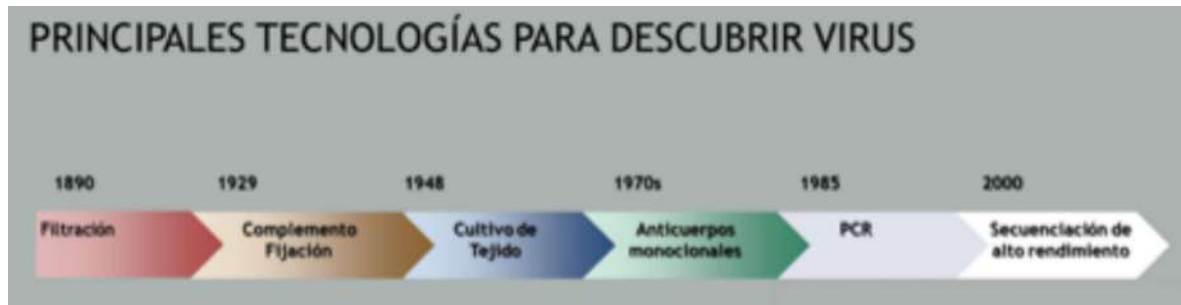 PRINCIPALES TECNOLOGÍAS PARA DESCUBRIR VIRUS
1890
1929
1948
1970s
1985
2000
Filtración
Complemento
Fijación
Cultivo de
Tejido
Anticuerpos
monoclonales
PCR
Secuenciación de
alto rendimiento